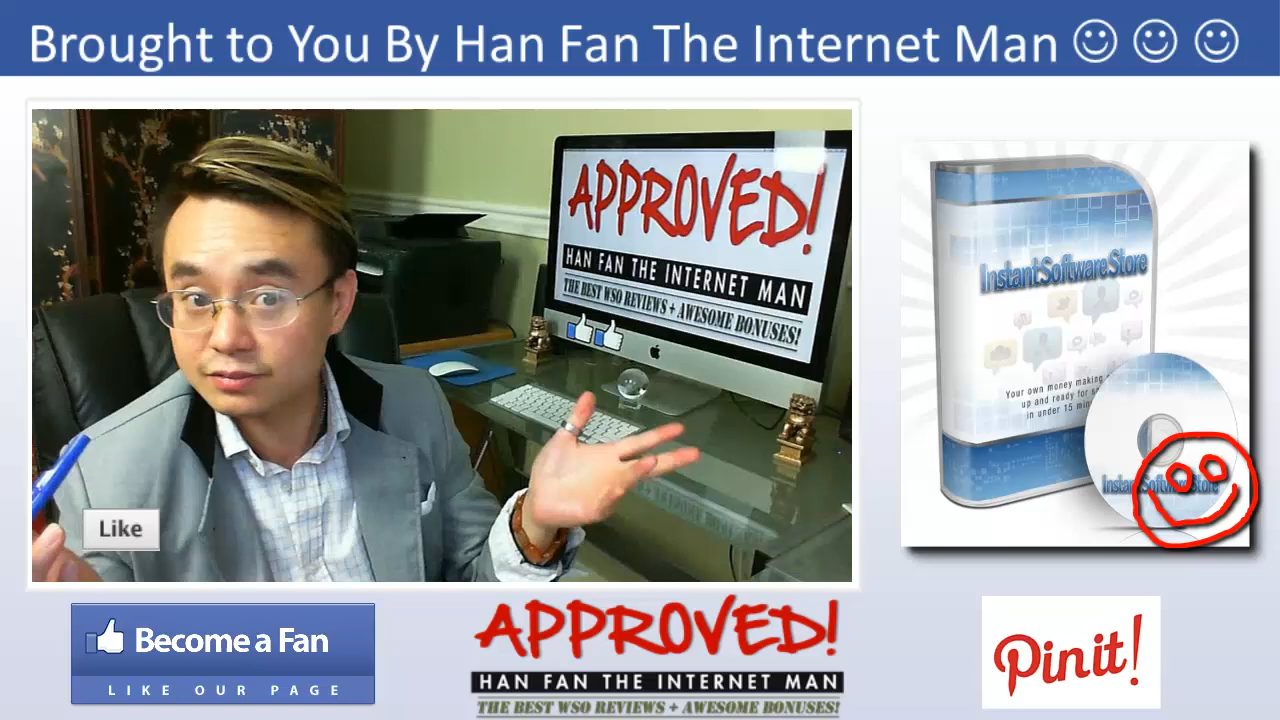 Brought to You By Han Fan The Internet Man
APPROVED!
HAN FAN THE INTERNET MAN
THE BEST WSO REVIEWS + AWESOME BONUSES!
Like
InstantSoftwareStore
Your own money making
up and ready for
in under 15
InstantSoftwareStore
Become a Fan
LIKE OUR PAGE
APPROVED!
HAN FAN THE INTERNET MAN
THE BEST WSO REVIEWS + AWESOME BONUSES!
Pinit!